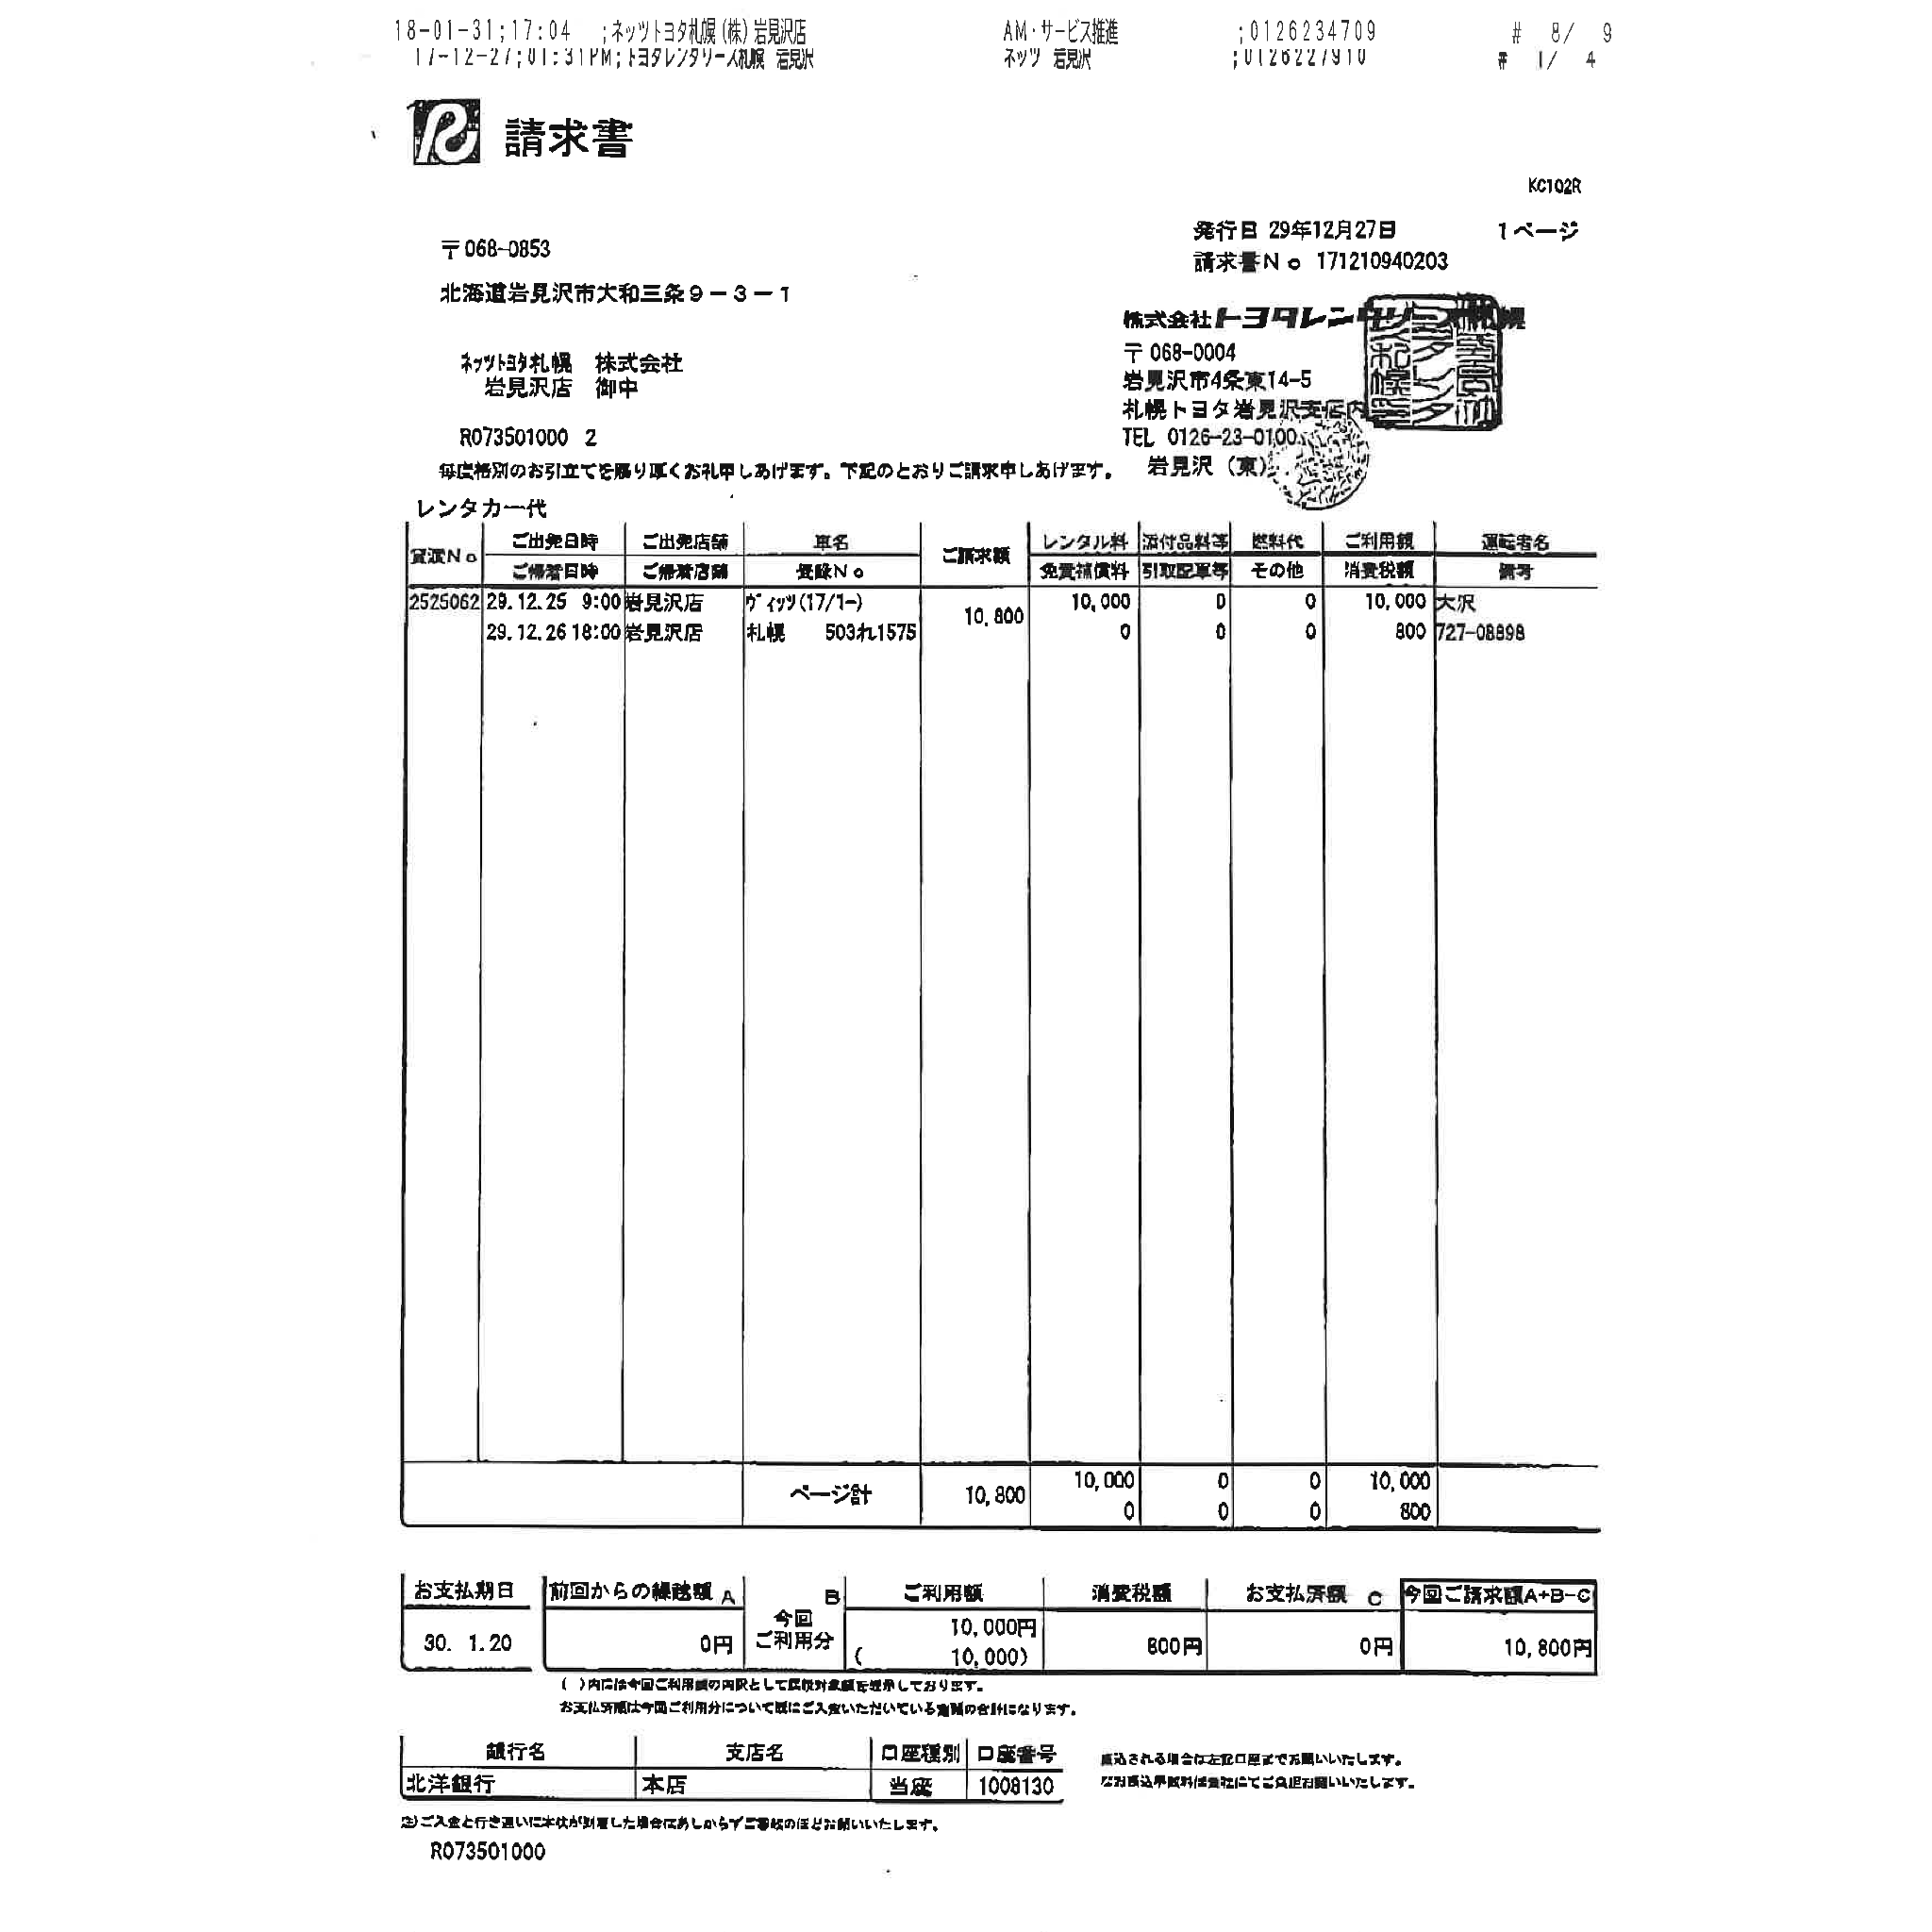 18-01-31;17:04 ;ネッツトヨタ札幌(株)岩見沢店 AM・サービス推進 ;0126234709 # 8/ 9
17-12-27;01:31PM;トヨタレンタリース札幌 岩見沢 ネッツ 岩見沢 ;0126227910 # 1/ 4
請求書
KC102R
発行日 29年12月27日 1ページ
請求書No 171210940203
〒068-0853
北海道岩見沢市大和三条9-3-1
ネッツトヨタ札幌 株式会社
岩見沢店 御中
R073501000 2
株式会社トヨタレンタリース札幌
〒068-0004
岩見沢市4条東14-5
札幌トヨタ岩見沢支店内
TEL 0126-23-0100
岩見沢(東)
毎度格別のお引立てを賜り厚くお礼申しあげます。下記のとおりご請求申しあげます。
レンタカー代
貸渡No ご出発日時 ご出発店舗 車名 ご請求額 レンタル料 添付品料等 燃料代 ご利用額 運転者名
ご帰着日時 ご帰着店舗 登録No 免責補償料 引取配車等 その他 消費税額 備考
2525062 29.12.25 9:00 岩見沢店 ヴィッツ(17/1-) 10,800 10,000 0 0 10,000 大沢
29.12.26 18:00 岩見沢店 札幌 503れ1575 0 0 0 800 727-08898
ページ計 10,800 10,000 0 0 10,000
0 0 0 800
お支払期日 前回からの繰越額 A 今回ご利用分 B ご利用額 消費税額 お支払済額 C 今回ご請求額A+B-C
30. 1.20 0円 10,000円 800円 0円 10,800円
( 10,000)
( )内には今回ご利用額の内訳として課税対象額を表示しております。
お支払済額は今回ご利用分について既にご入金いただいている金額の合計になります。
銀行名 支店名 口座種別 口座番号
北洋銀行 本店 当座 1008130
振込される場合は左記口座までお願いいたします。
なお振込手数料は貴社にてご負担お願いいたします。
注)ご入金と行き違いに本状が到着した場合はあしからずご容赦のほどお願いいたします。
R073501000